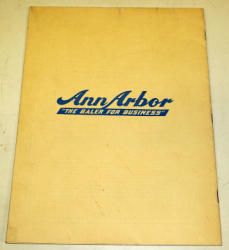 Ann Arbor
"THE BALER FOR BUSINESS"